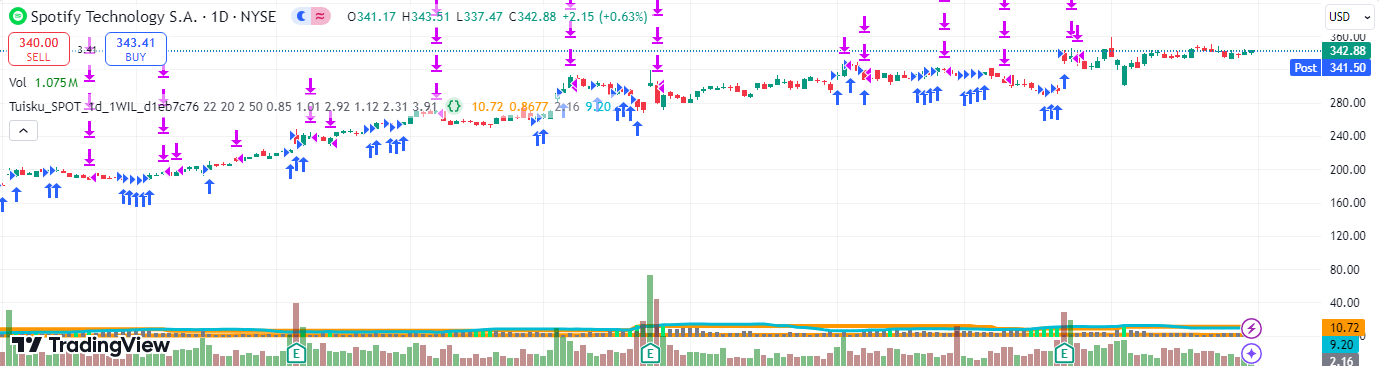 Spotify Technology S.A. · 1D · NYSE O341.17 H343.51 L337.47 C342.88 +2.15 (+0.63%)
USD
340.00 SELL 3.41 343.41 BUY
Vol 1.075M
Tuisku_SPOT_1d_1WIL_d1eb7c76 22 20 2 50 0.85 1.01 2.92 1.12 2.31 3.91 {} 10.72 0.8677 2.16 9.20
360.00
342.88
Post 341.50
280.00
240.00
200.00
160.00
120.00
80.00
40.00
10.72
9.20
2.16
TradingView
E E E